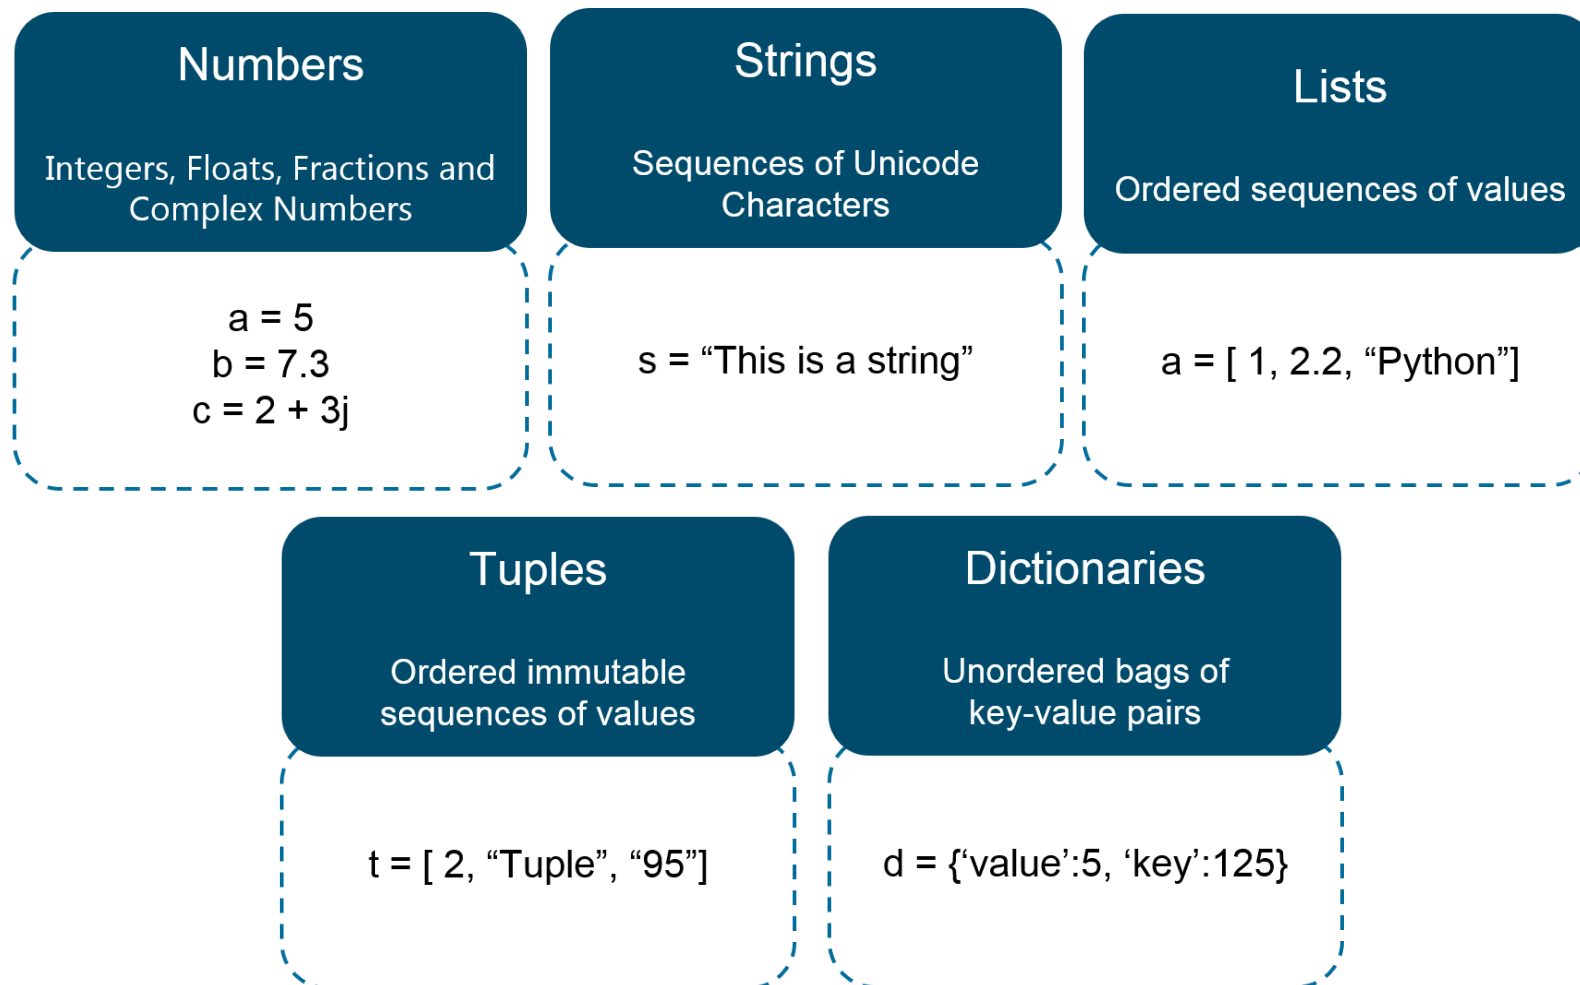 Numbers
Integers, Floats, Fractions and
Complex Numbers
a = 5
b = 7.3
c = 2 + 3j
Strings
Sequences of Unicode
Characters
s = “This is a string”
Lists
Ordered sequences of values
a = [ 1, 2.2, “Python”]
Tuples
Ordered immutable
sequences of values
t = [ 2, “Tuple”, “95”]
Dictionaries
Unordered bags of
key-value pairs
d = {‘value’:5, ‘key’:125}